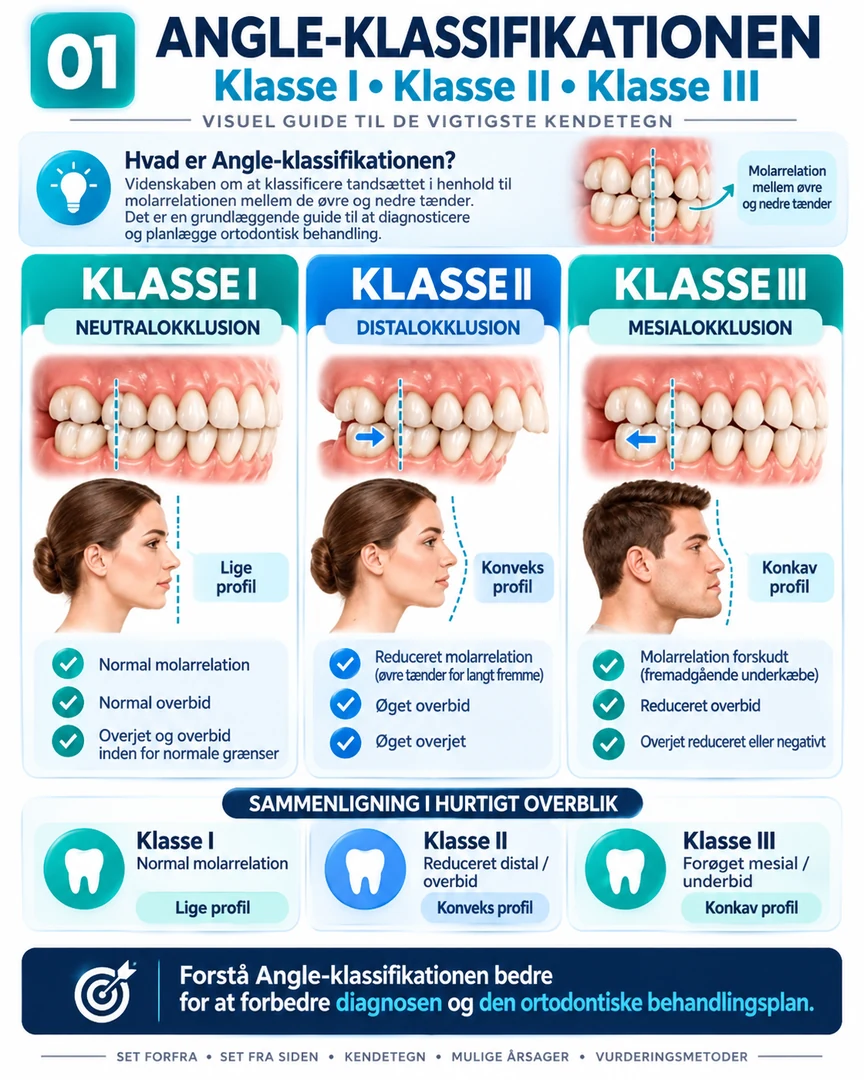 01
ANGLE-KLASSIFIKATIONEN
Klasse I • Klasse II • Klasse III
VISUEL GUIDE TIL DE VIGTIGSTE KENDETEGN
Hvad er Angle-klassifikationen?
Videnskaben om at klassificere tandsættet i henhold til
molarrelationen mellem de øvre og nedre tænder.
Det er en grundlæggende guide til at diagnosticere
og planlægge ortodontisk behandling.
Molarrelation
mellem øvre
og nedre tænder
KLASSE I
NEUTRALOKKLUSION
Lige
profil
Normal molarrelation
Normal overbid
Overjet og overbid
inden for normale grænser
KLASSE II
DISTALOKKLUSION
Konveks
profil
Reduceret molarrelation
(øvre tænder for langt fremme)
Øget overbid
Øget overjet
KLASSE III
MESIALOKKLUSION
Konkav
profil
Molarrelation forskudt
(fremadgående underkæbe)
Reduceret overbid
Overjet reduceret eller negativt
SAMMENLIGNING I HURTIGT OVERBLIK
Klasse I
Normal molarrelation
Lige profil
Klasse II
Reduceret distal /
overbid
Konveks profil
Klasse III
Forøget mesial /
underbid
Konkav profil
Forstå Angle-klassifikationen bedre
for at forbedre diagnosen og den ortodontiske behandlingsplan.
SET FORFRA • SET FRA SIDEN • KENDETEGN • MULIGE ÅRSAGER • VURDERINGSMETODER